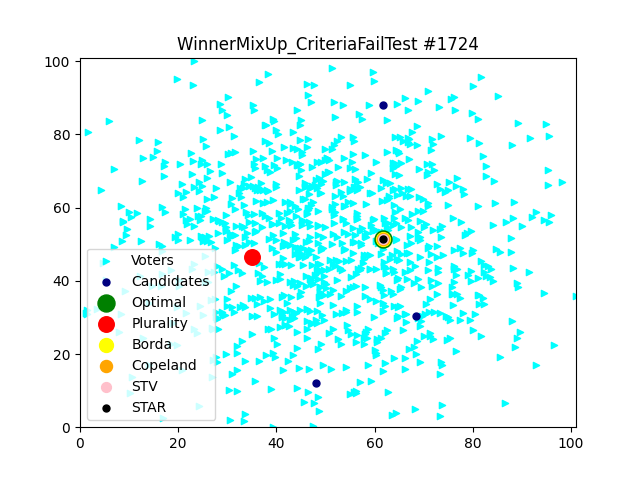 WinnerMixUp_CriteriaFailTest #1724
100
80
60
40
20
0
0 20 40 60 80 100
Voters
Candidates
Optimal
Plurality
Borda
Copeland
STV
STAR